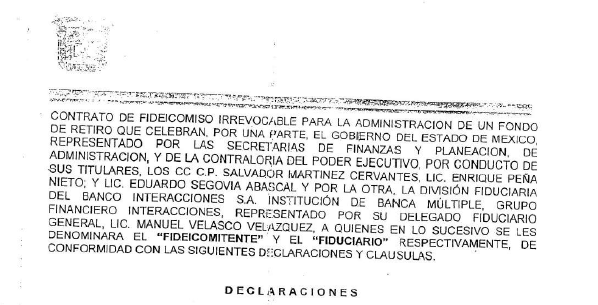 CONTRATO DE FIDEICOMISO IRREVOCABLE PARA LA ADMINISTRACION DE UN FONDO
DE RETIRO QUE CELEBRAN, POR UNA PARTE, EL GOBIERNO DEL ESTADO DE MEXICO,
REPRESENTADO POR LAS SECRETARIAS DE FINANZAS Y PLANEACION, DE
ADMINISTRACION, Y DE LA CONTRALORIA DEL PODER EJECUTIVO, POR CONDUCTO DE
SUS TITULARES, LOS CC C.P. SALVADOR MARTINEZ CERVANTES, LIC. ENRIQUE PEÑA
NIETO; Y LIC. EDUARDO SEGOVIA ABASCAL Y POR LA OTRA, LA DIVISIÓN FIDUCIARIA
DEL BANCO INTERACCIONES S.A. INSTITUCIÓN DE BANCA MÚLTIPLE, GRUPO
FINANCIERO INTERACCIONES, REPRESENTADO POR SU DELEGADO FIDUCIARIO
GENERAL, LIC. MANUEL VELASCO VELAZQUEZ, A QUIENES EN LO SUCESIVO SE LES
DENOMINARA EL "FIDEICOMITENTE" Y EL "FIDUCIARIO" RESPECTIVAMENTE, DE
CONFORMIDAD CON LAS SIGUIENTES DECLARACIONES Y CLAUSULAS.
DECLARACIONES